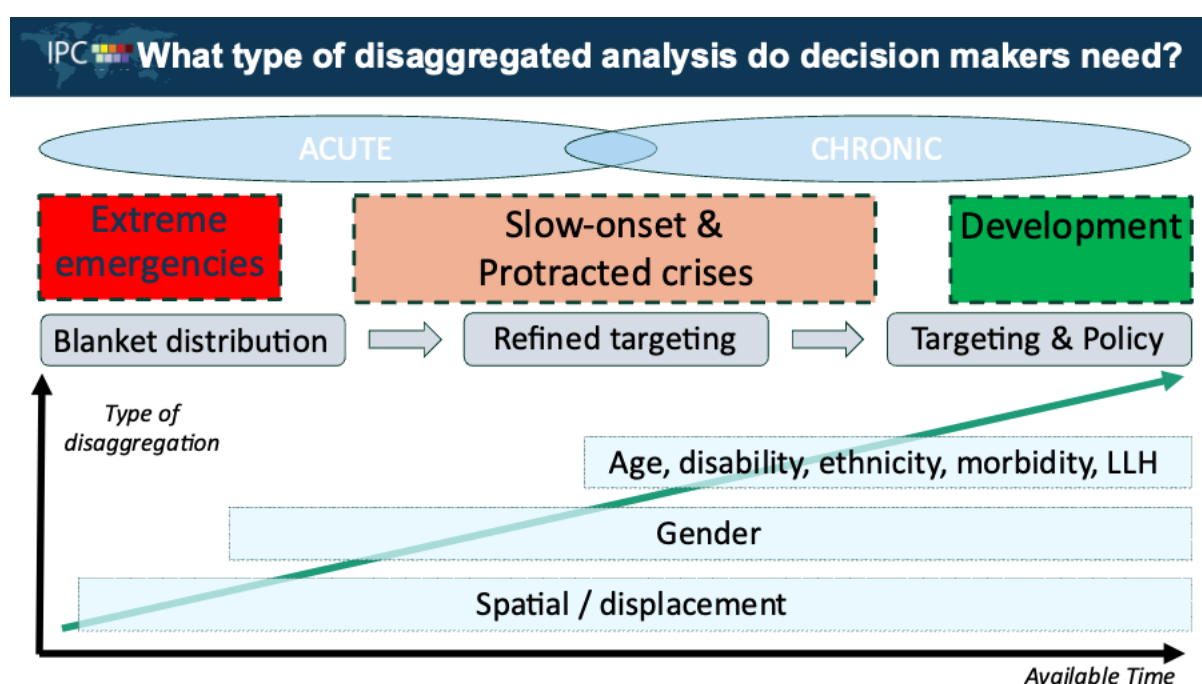 IPC What type of disaggregated analysis do decision makers need?
ACUTE CHRONIC
Extreme
emergencies
Slow-onset &
Protracted crises
Development
Blanket distribution
Refined targeting
Targeting & Policy
Type of
disaggregation
Age, disability, ethnicity, morbidity, LLH
Gender
Spatial / displacement
Available Time